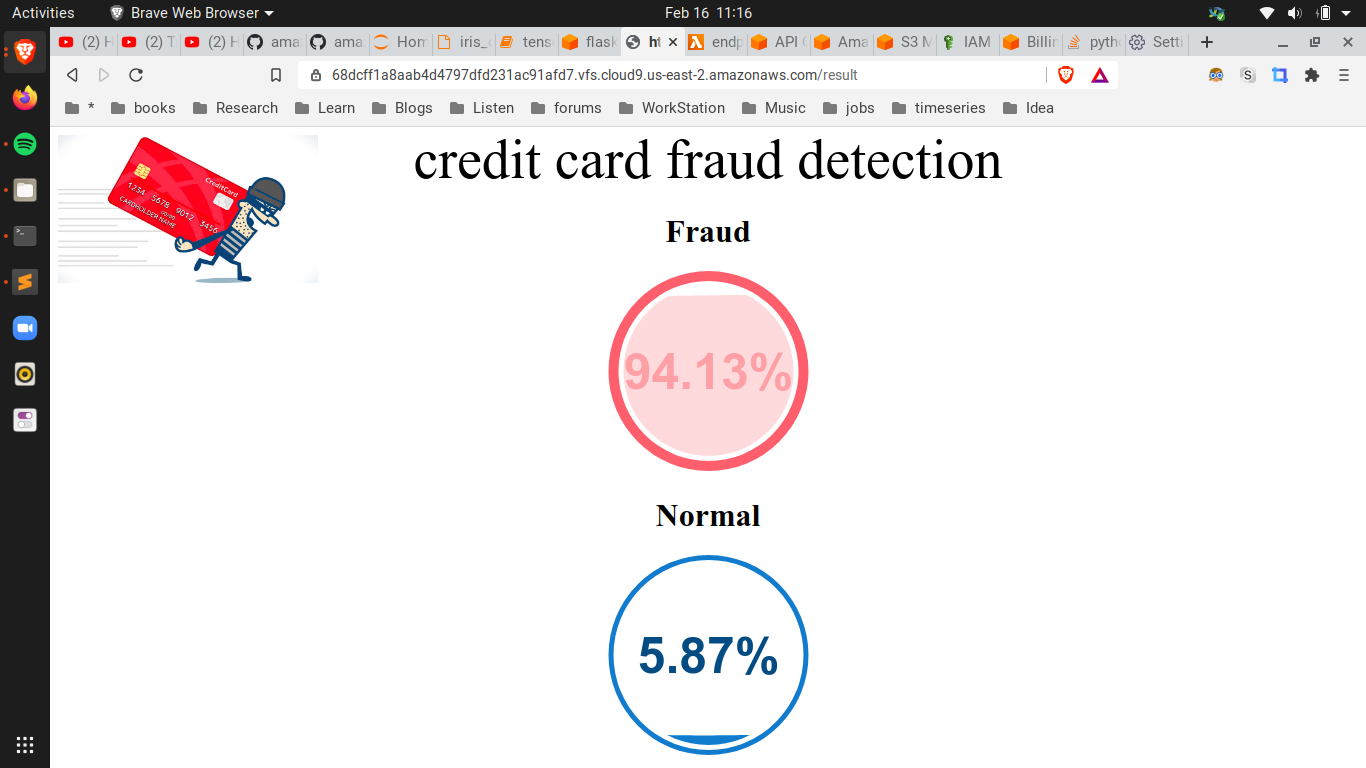 Activities Brave Web Browser Feb 16 11:16
(2) H (2) T (2) H ama ama Hom iris_ tens flask ht endp API G Ama S3 M IAM Billin pytho Setti
68dcff1a8aab4d4797dfd231ac91afd7.vfs.cloud9.us-east-2.amazonaws.com/result
* books Research Learn Blogs Listen forums WorkStation Music jobs timeseries Idea
credit card fraud detection
CreditCard
1234 5678 9012 3456
CARDHOLDER NAME
Fraud
94.13%
Normal
5.87%